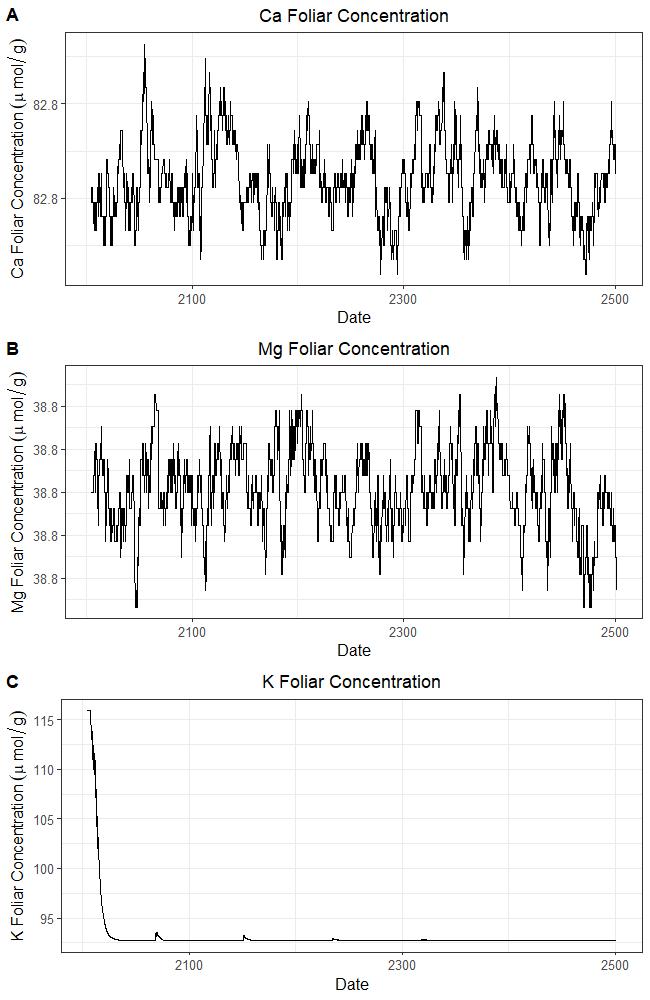 A
Ca Foliar Concentration
Ca Foliar Concentration (μ mol/g)
82.8
82.8
2100
2300
2500
Date
B
Mg Foliar Concentration
Mg Foliar Concentration (μ mol/g)
38.8
38.8
38.8
38.8
38.8
2100
2300
2500
Date
C
K Foliar Concentration
K Foliar Concentration (μ mol/g)
115
110
105
100
95
2100
2300
2500
Date